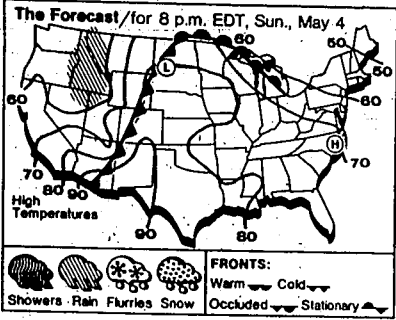 The Forecast/for 8 p.m. EDT, Sun., May 4
60
50
50
60
L
60
H
70
70
80
90
High
Temperatures
90
80
Showers Rain Flurries Snow
FRONTS:
Warm Cold
Occluded Stationary